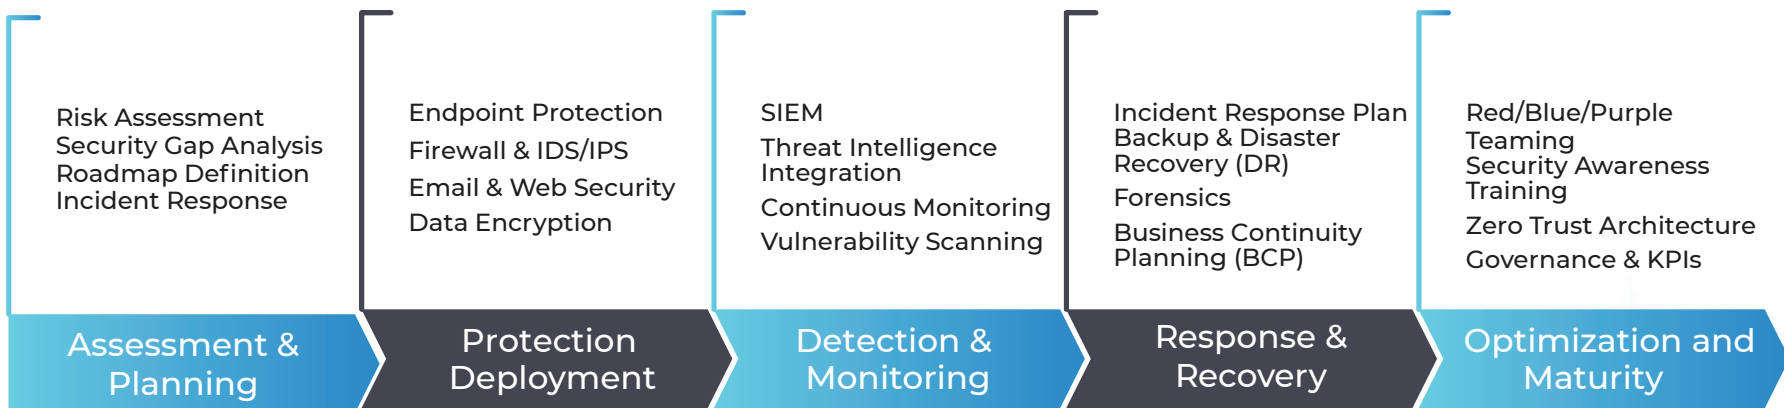 Risk Assessment
Security Gap Analysis
Roadmap Definition
Incident Response
Assessment &
Planning
Endpoint Protection
Firewall & IDS/IPS
Email & Web Security
Data Encryption
Protection
Deployment
SIEM
Threat Intelligence
Integration
Continuous Monitoring
Vulnerability Scanning
Detection &
Monitoring
Incident Response Plan
Backup & Disaster
Recovery (DR)
Forensics
Business Continuity
Planning (BCP)
Response &
Recovery
Red/Blue/Purple
Teaming
Security Awareness
Training
Zero Trust Architecture
Governance & KPIs
Optimization and
Maturity